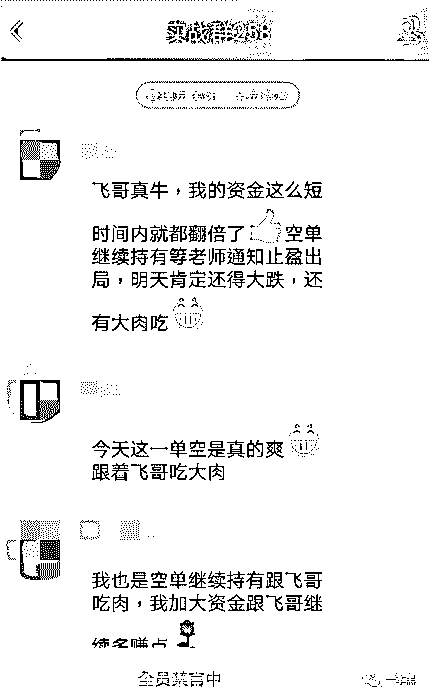 实战群258
飞哥真牛，我的资金这么短
时间内就都翻倍了👍空单
继续持有等老师通知止盈出
局，明天肯定还得大跌，还
有大肉吃😁
今天这一单空是真的爽😁
跟着飞哥吃大肉
我也是空单继续持有跟飞哥
吃肉，我加大资金跟飞哥继
续多赚点🌹
全员禁言中